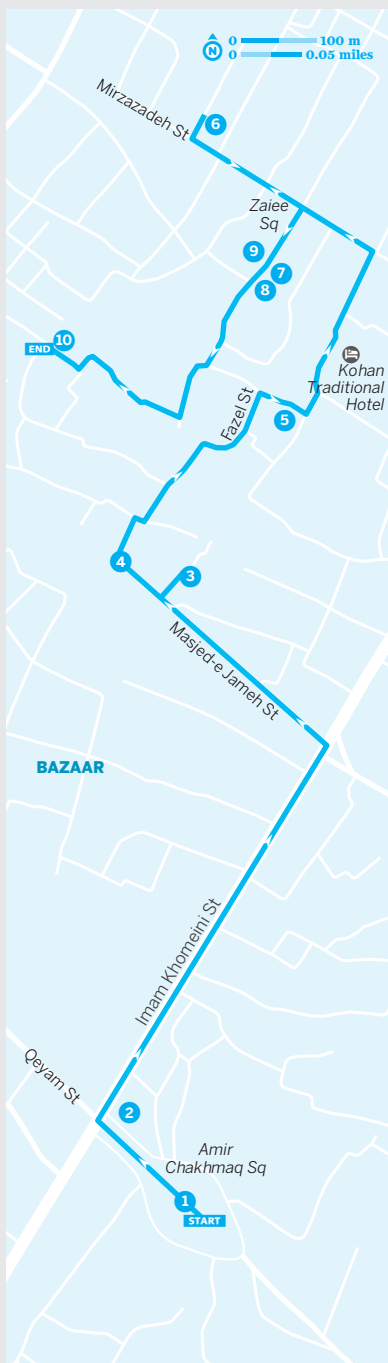 0 100 m
N
0 0.05 miles
Mirzazadeh St
6
Zaiee
Sq
9
7
8
10
END
Kohan
Traditional
Hotel
Fazel St
5
4
3
Masjed-e Jameh St
BAZAAR
Imam Khomeini St
Qeyam St
2
Amir
Chakhmaq Sq
1
START